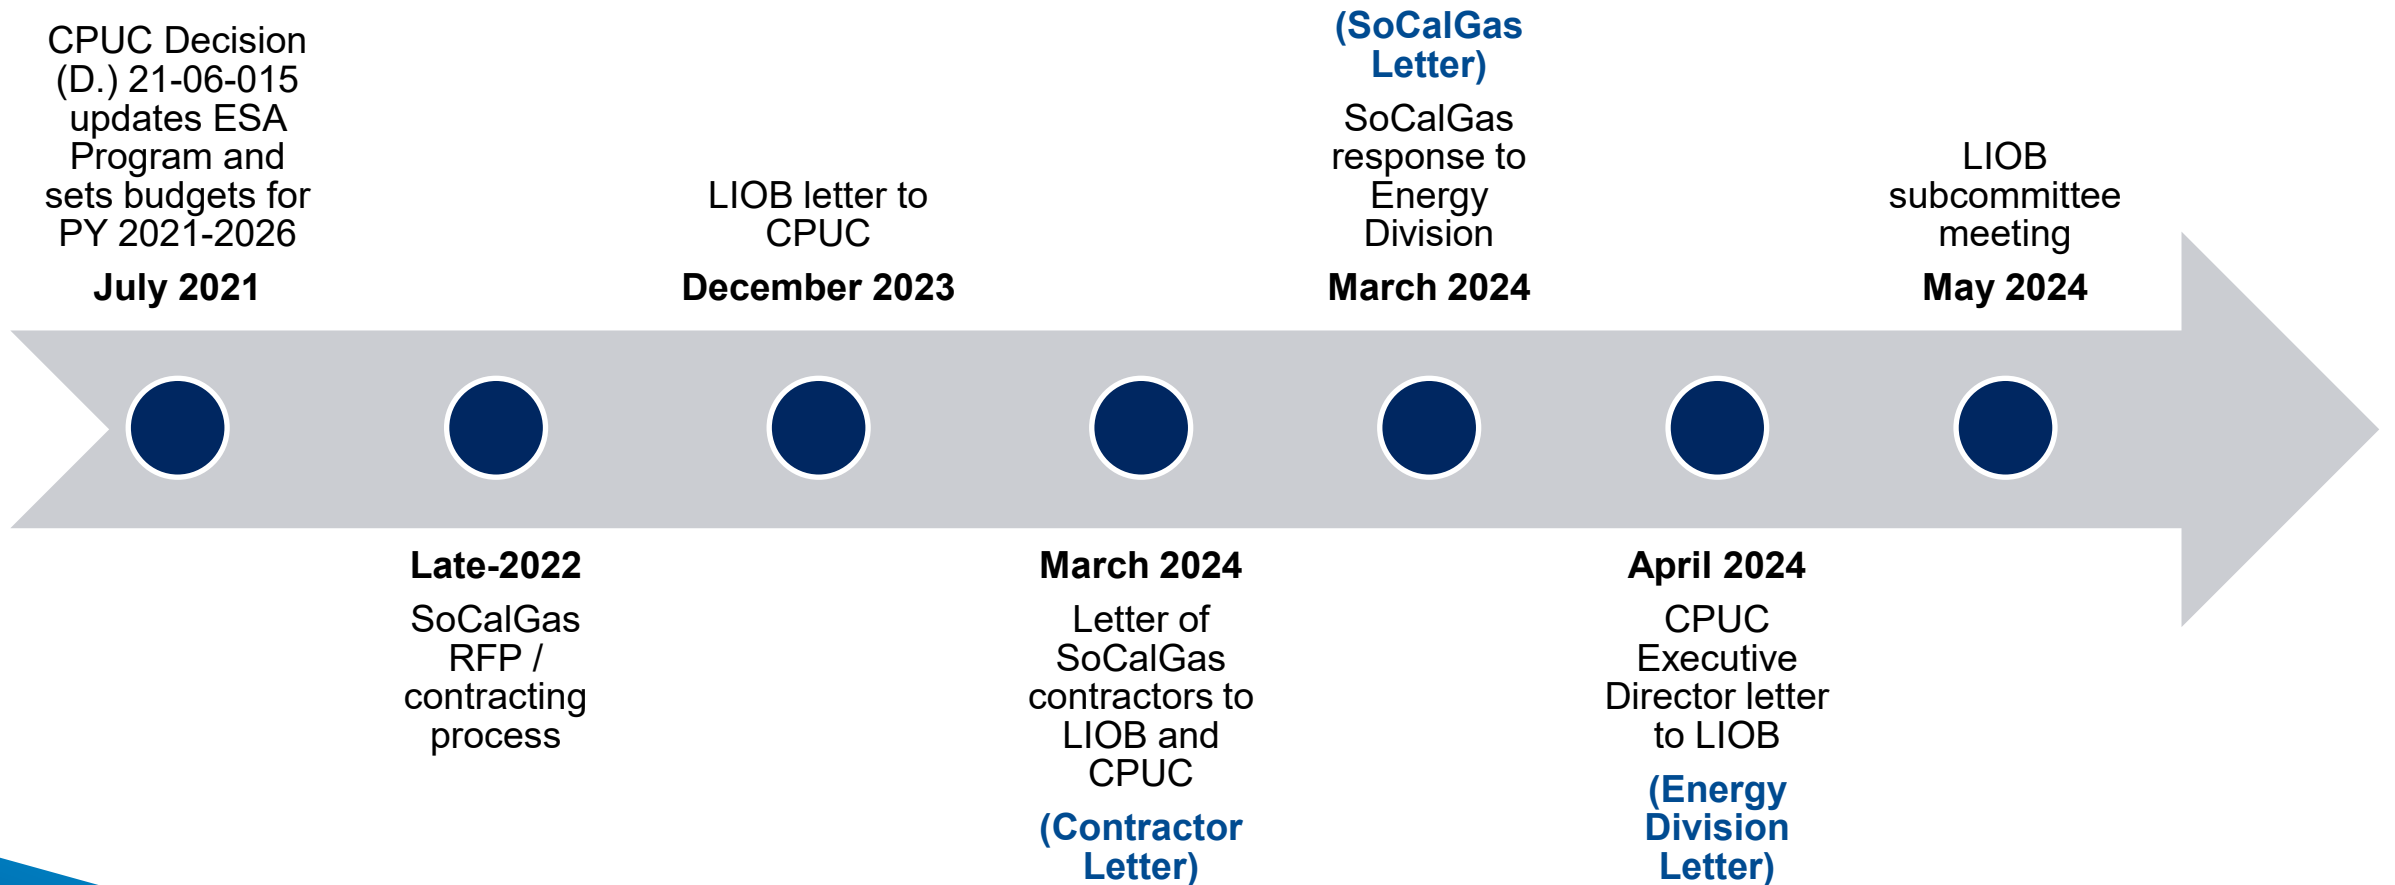 CPUC Decision
(D.) 21-06-015
updates ESA
Program and
sets budgets for
PY 2021-2026
July 2021
Late-2022
SoCalGas
RFP /
contracting
process
LIOB letter to
CPUC
December 2023
March 2024
Letter of
SoCalGas
contractors to
LIOB and
CPUC
(Contractor
Letter)
(SoCalGas
Letter)
SoCalGas
response to
Energy
Division
March 2024
April 2024
CPUC
Executive
Director letter
to LIOB
(Energy
Division
Letter)
LIOB
subcommittee
meeting
May 2024